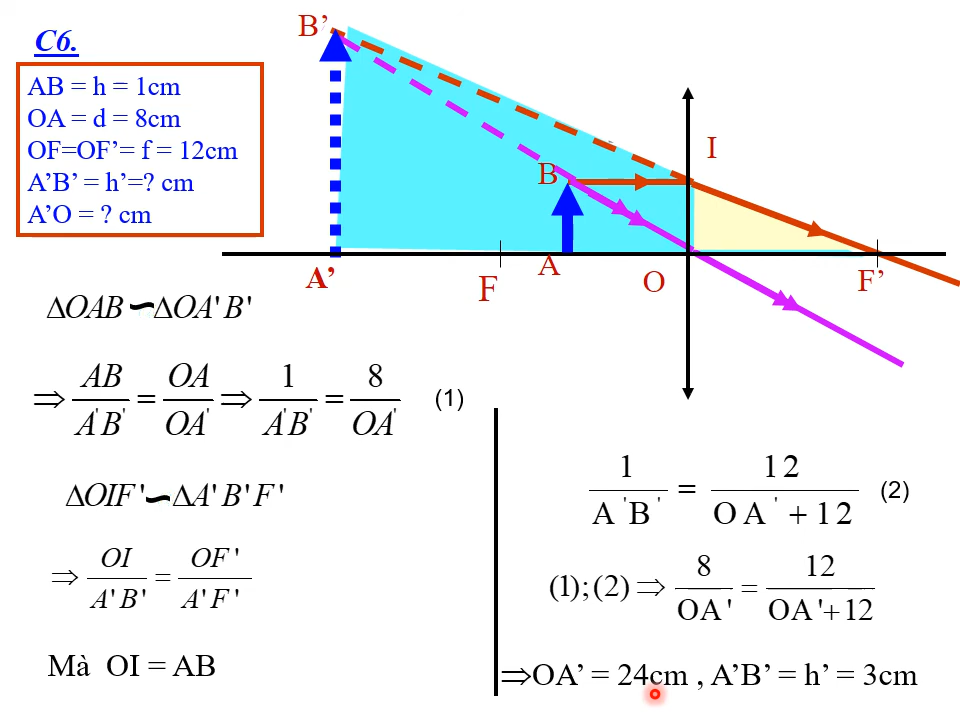 C6.
AB = h = 1cm
OA = d = 8cm
OF=OF’= f = 12cm
A’B’ = h’=? cm
A’O = ? cm
B’
I
B
A’
F
A
O
F’
ΔOAB ∽ ΔOA'B'
⇒ AB/A'B' = OA/OA' ⇒ 1/A'B' = 8/OA' (1)
ΔOIF' ∽ ΔA'B'F'
⇒ OI/A'B' = OF'/A'F'
Mà OI = AB
1/A'B' = 12/OA'+12 (2)
(1);(2) ⇒ 8/OA' = 12/OA'+12
⇒OA’ = 24cm , A’B’ = h’ = 3cm